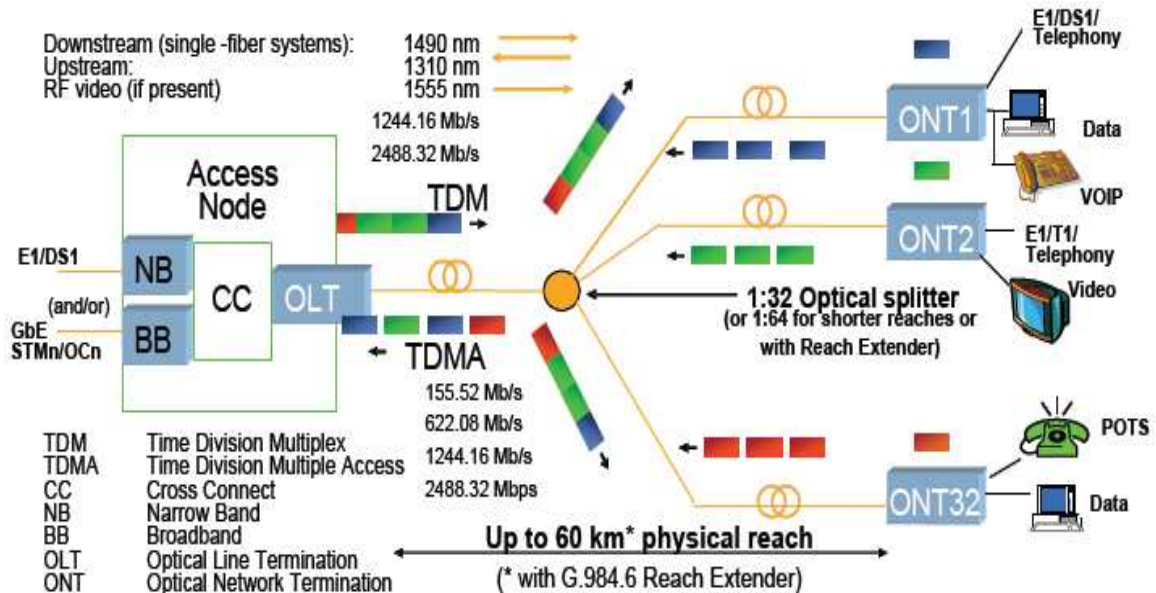 Downstream (single -fiber systems): 1490 nm
Upstream: 1310 nm
RF video (if present) 1555 nm
1244.16 Mb/s
2488.32 Mb/s
TDM
Access
Node
E1/DS1
(and/or)
GbE
STMn/OCn
NB
BB
CC
OLT
TDMA
155.52 Mb/s
622.08 Mb/s
1244.16 Mb/s
2488.32 Mbps
ONT1
E1/DS1/
Telephony
Data
VOIP
ONT2
E1/T1/
Telephony
Video
1:32 Optical splitter
(or 1:64 for shorter reaches or
with Reach Extender)
ONT32
POTS
Data
Up to 60 km* physical reach
(* with G.984.6 Reach Extender)
TDM Time Division Multiplex
TDMA Time Division Multiple Access
CC Cross Connect
NB Narrow Band
BB Broadband
OLT Optical Line Termination
ONT Optical Network Termination